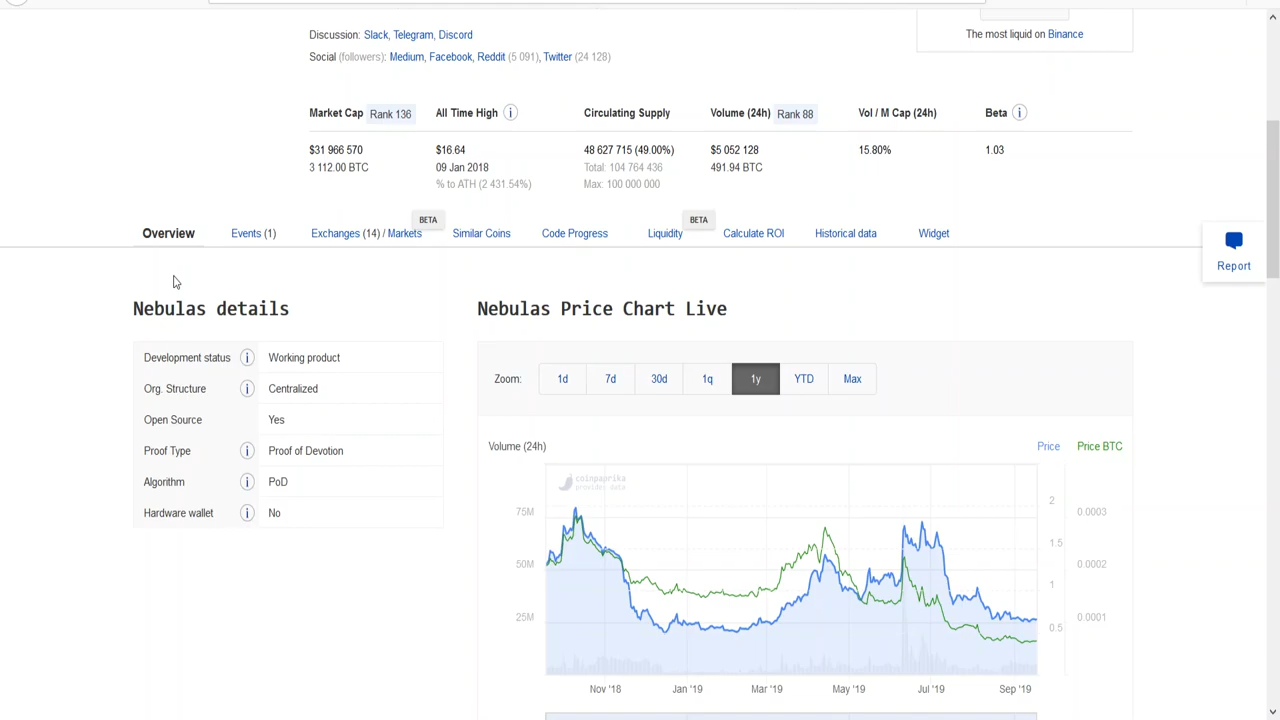 Discussion: Slack, Telegram, Discord
Social (followers): Medium, Facebook, Reddit (5 091), Twitter (24 128)
The most liquid on Binance
Market Cap Rank 136 All Time High i Circulating Supply Volume (24h) Rank 88 Vol / M Cap (24h) Beta i
$31 966 570 $16.64 48 627 715 (49.00%) $5 052 128 15.80% 1.03
3 112.00 BTC 09 Jan 2018 Total: 104 764 436 491.94 BTC
% to ATH (2 431.54%) Max: 100 000 000
BETA BETA
Overview Events (1) Exchanges (14) / Markets Similar Coins Code Progress Liquidity Calculate ROI Historical data Widget
Report
Nebulas details
Development status i Working product
Org. Structure i Centralized
Open Source Yes
Proof Type i Proof of Devotion
Algorithm i PoD
Hardware wallet i No
Nebulas Price Chart Live
Zoom: 1d 7d 30d 1q 1y YTD Max
Volume (24h) Price Price BTC
coinpaprika
provider data
75M 2 0.0003
50M 1.5 0.0002
25M 1 0.0001
0.5
Nov '18 Jan '19 Mar '19 May '19 Jul '19 Sep '19